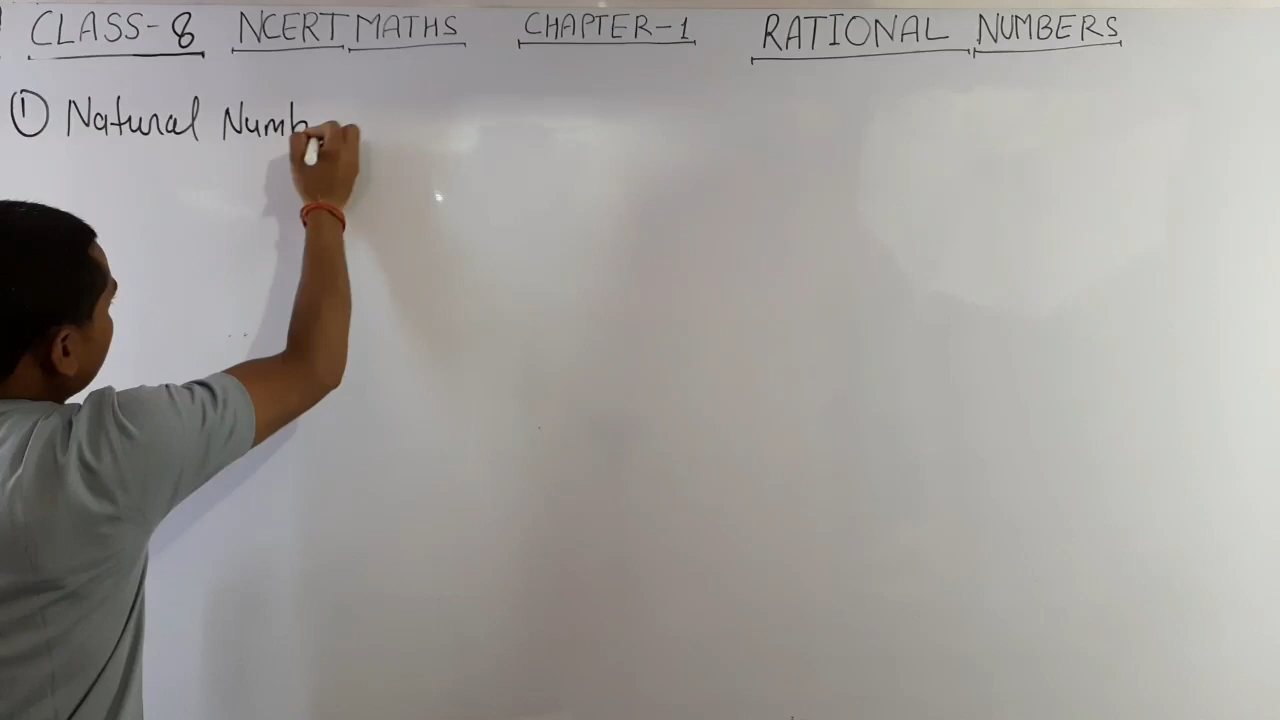 CLASS-8 NCERT MATHS CHAPTER-1 RATIONAL NUMBERS
① Natural Numb